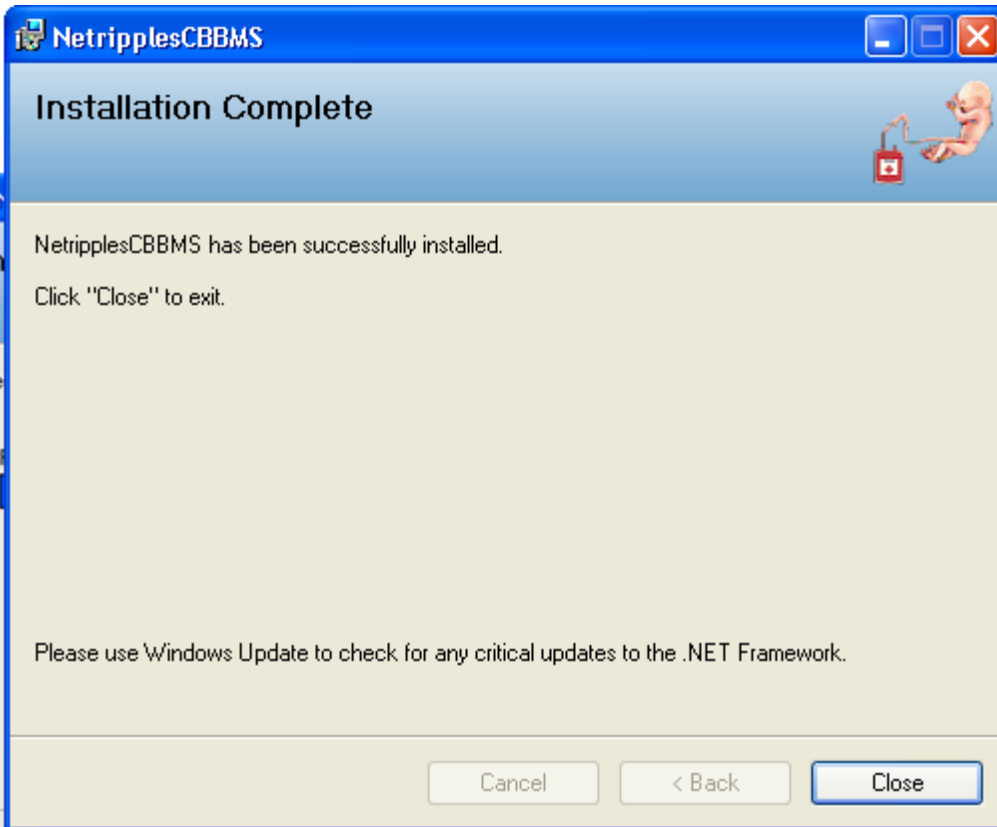 NetripplesCBBMS
Installation Complete
NetripplesCBBMS has been successfully installed.
Click "Close" to exit.
Please use Windows Update to check for any critical updates to the .NET Framework.
Cancel
< Back
Close